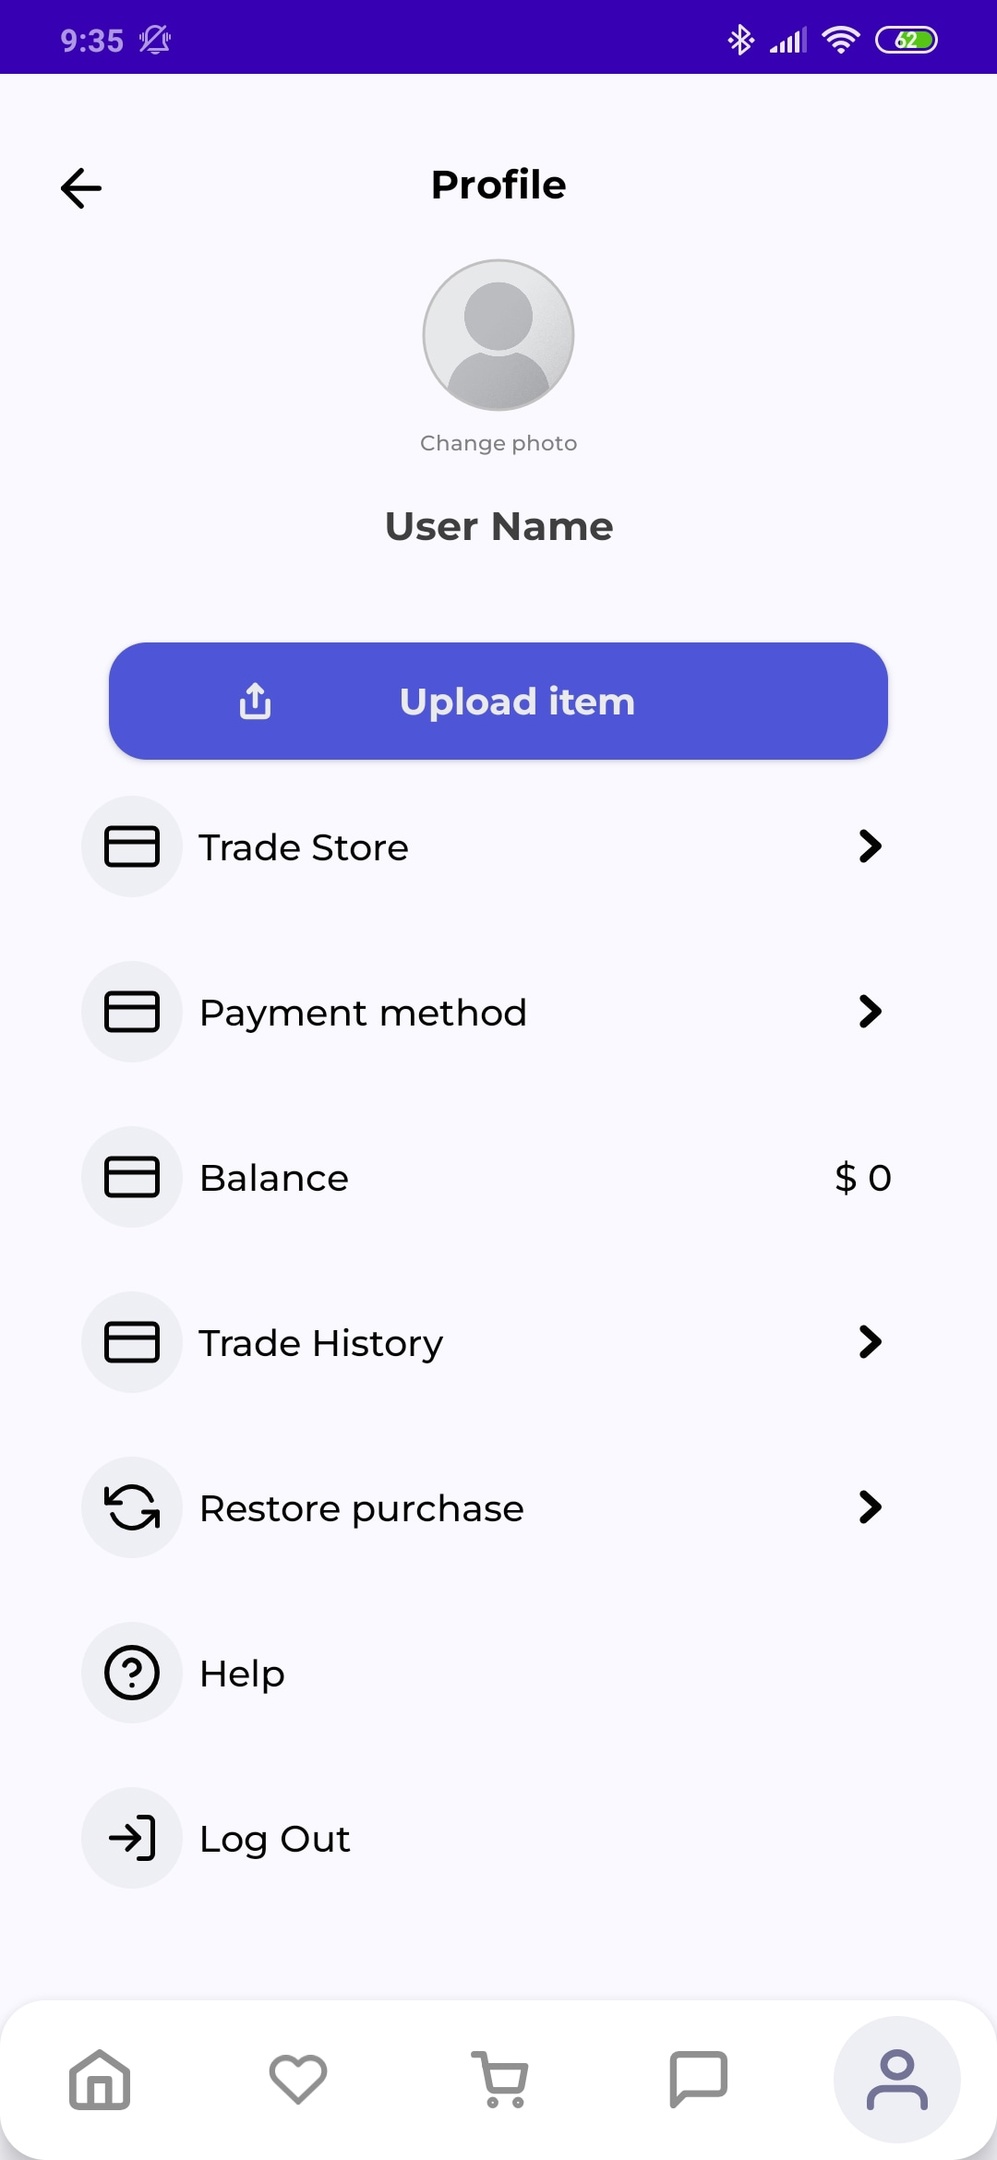 9:35
62
Profile
Change photo
User Name
Upload item
Trade Store
Payment method
Balance
$ 0
Trade History
Restore purchase
Help
Log Out